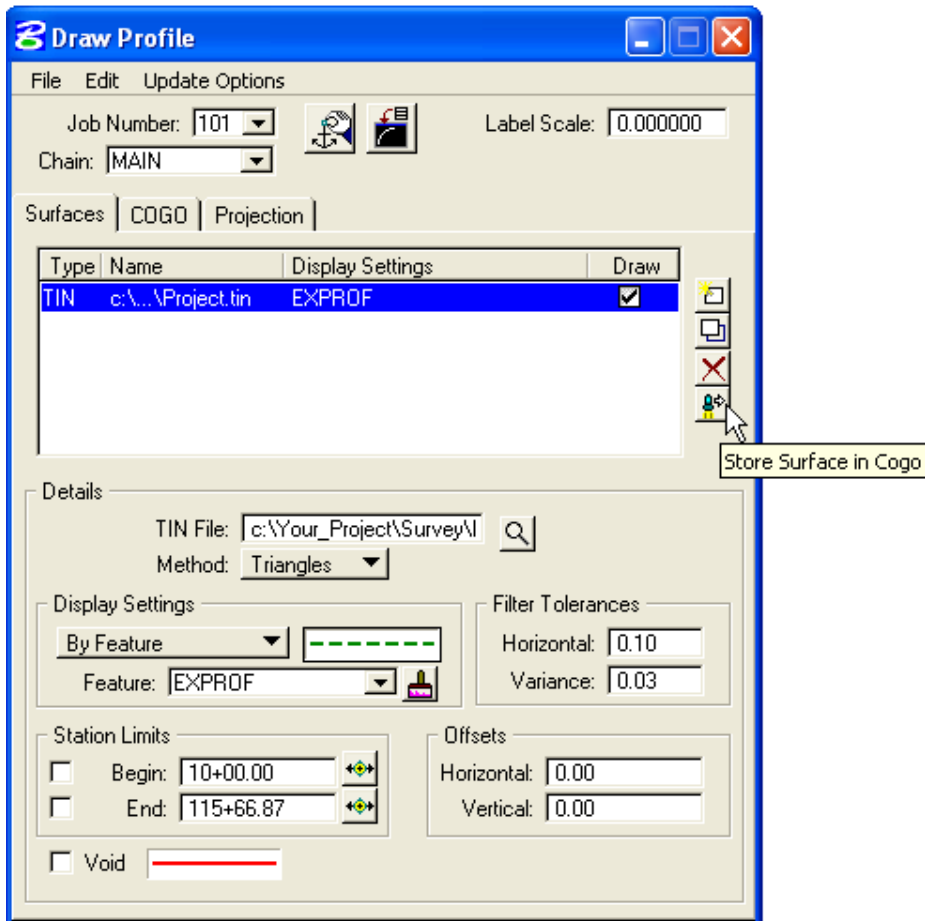 Draw Profile
File Edit Update Options
Job Number: 101 Label Scale: 0.000000
Chain: MAIN
Surfaces COGO Projection
Type Name Display Settings Draw
TIN c:\...\Project.tin EXPROF
Store Surface in Cogo
Details
TIN File: c:\Your_Project\Survey\
Method: Triangles
Display Settings Filter Tolerances
By Feature Horizontal: 0.10
Feature: EXPROF Variance: 0.03
Station Limits Offsets
Begin: 10+00.00 Horizontal: 0.00
End: 115+66.87 Vertical: 0.00
Void